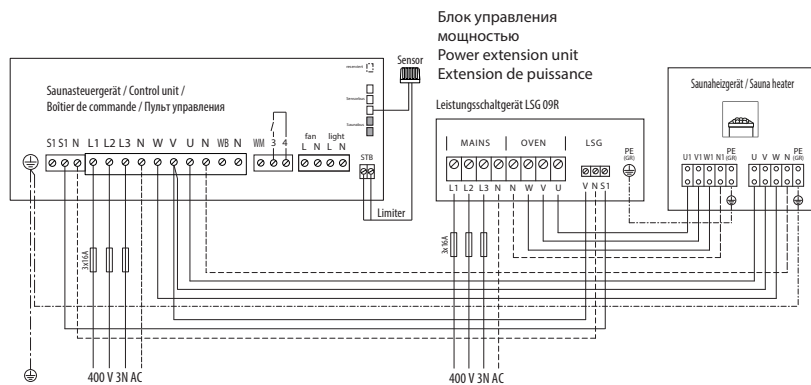 Блок управления
мощностью
Power extension unit
Extension de puissance
Sensor
Saunasteuergerät / Control unit /
Boîtier de commande / Пульт управления
Sensorbus
Saunabus
S1 S1 N L1 L2 L3 N W V U N WB N WM 3 4
fan light
L N L N
STB
Limiter
3x16A
400 V 3N AC
Leistungsschaltgerät LSG 09R
MAINS OVEN LSG
PE
(GR)
L1 L2 L3 N N W V U V N S1
3x16A
400 V 3N AC
Saunaheizgerät / Sauna heater
U1 V1 W1 N1 PE
(GR)
U V W N PE
(GR)